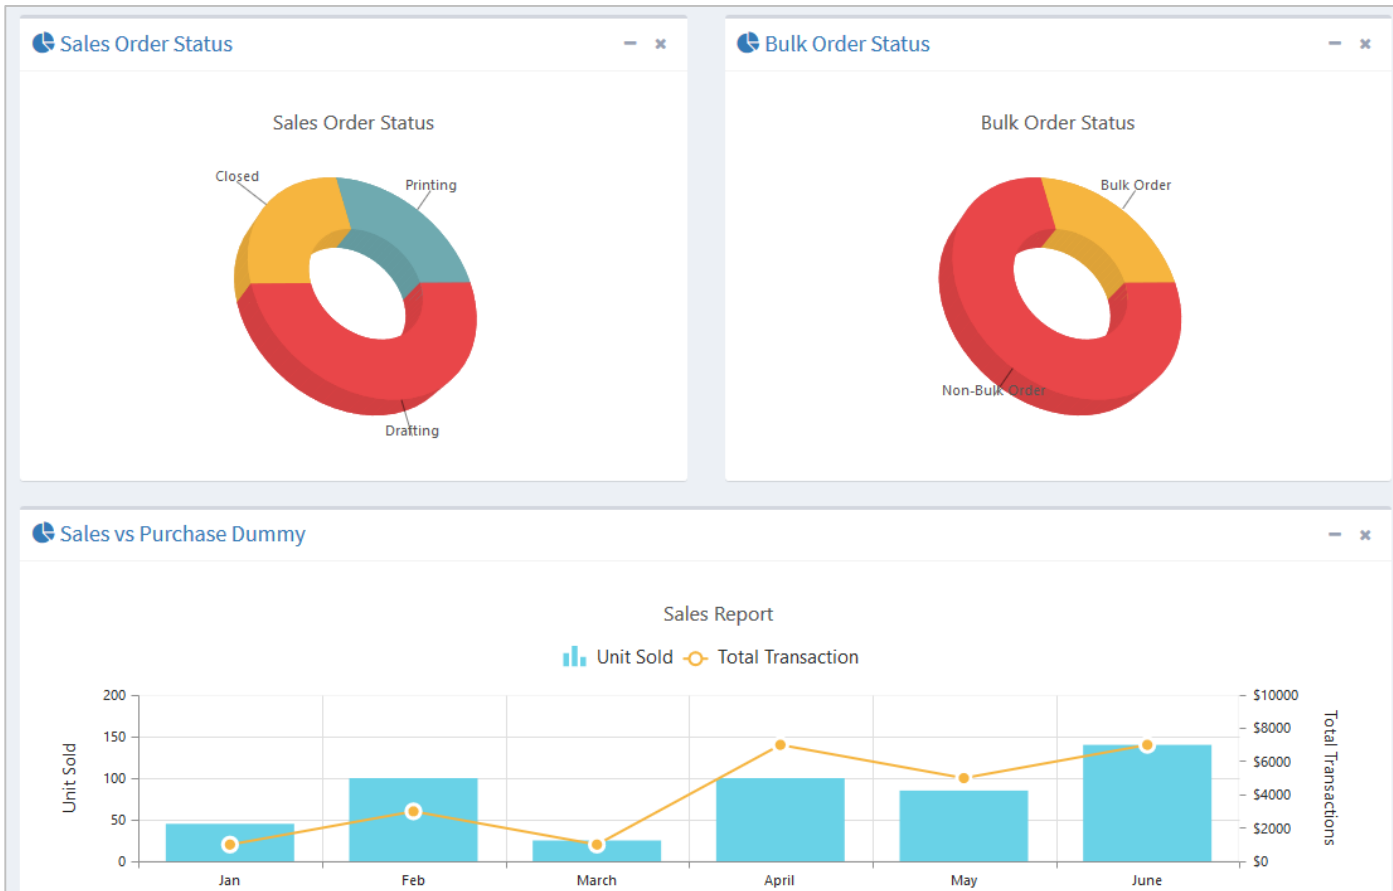 Sales Order Status
Bulk Order Status
Sales Order Status
Closed
Printing
Drafting
Bulk Order Status
Bulk Order
Non-Bulk Order
Sales vs Purchase Dummy
Sales Report
Unit Sold Total Transaction
200
150
100
50
0
Unit Sold
$10000
$8000
$6000
$4000
$2000
$0
Total Transactions
Jan Feb March April May June